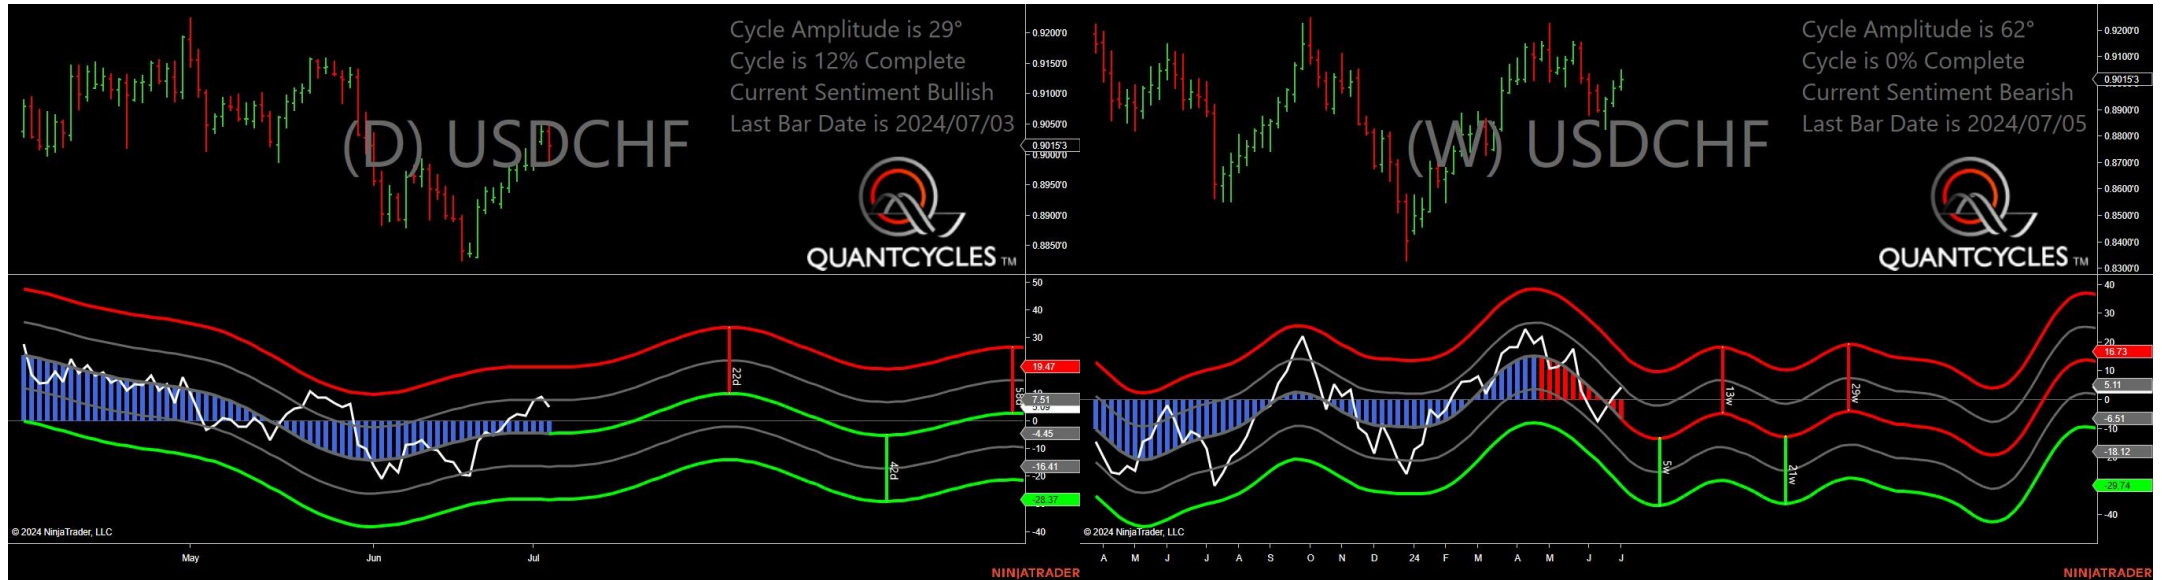 Cycle Amplitude is 29°
Cycle is 12% Complete
Current Sentiment Bullish
Last Bar Date is 2024/07/03
(D) USDCHF
QUANTCYCLES TM
0.9200'0
0.9150'0
0.9100'0
0.9050'0
0.9015'3
0.9000'0
0.8950'0
0.8900'0
0.8850'0
50
40
30
19.47
10
7.51
5.09
0
-4.45
-10
-16.41
-20
-28.37
-40
22d
42d
58d
© 2024 NinjaTrader, LLC
May
Jun
Jul
NINJATRADER
Cycle Amplitude is 62°
Cycle is 0% Complete
Current Sentiment Bearish
Last Bar Date is 2024/07/05
(W) USDCHF
QUANTCYCLES TM
0.9200'0
0.9100'0
0.9015'3
0.8900'0
0.8800'0
0.8700'0
0.8600'0
0.8500'0
0.8400'0
0.8300'0
40
30
20
16.73
10
5.11
0
-6.51
-10
-18.12
-29.74
-40
5w
13w
21w
29w
© 2024 NinjaTrader, LLC
A M J J A S O N D 24 F M A M J J
NINJATRADER